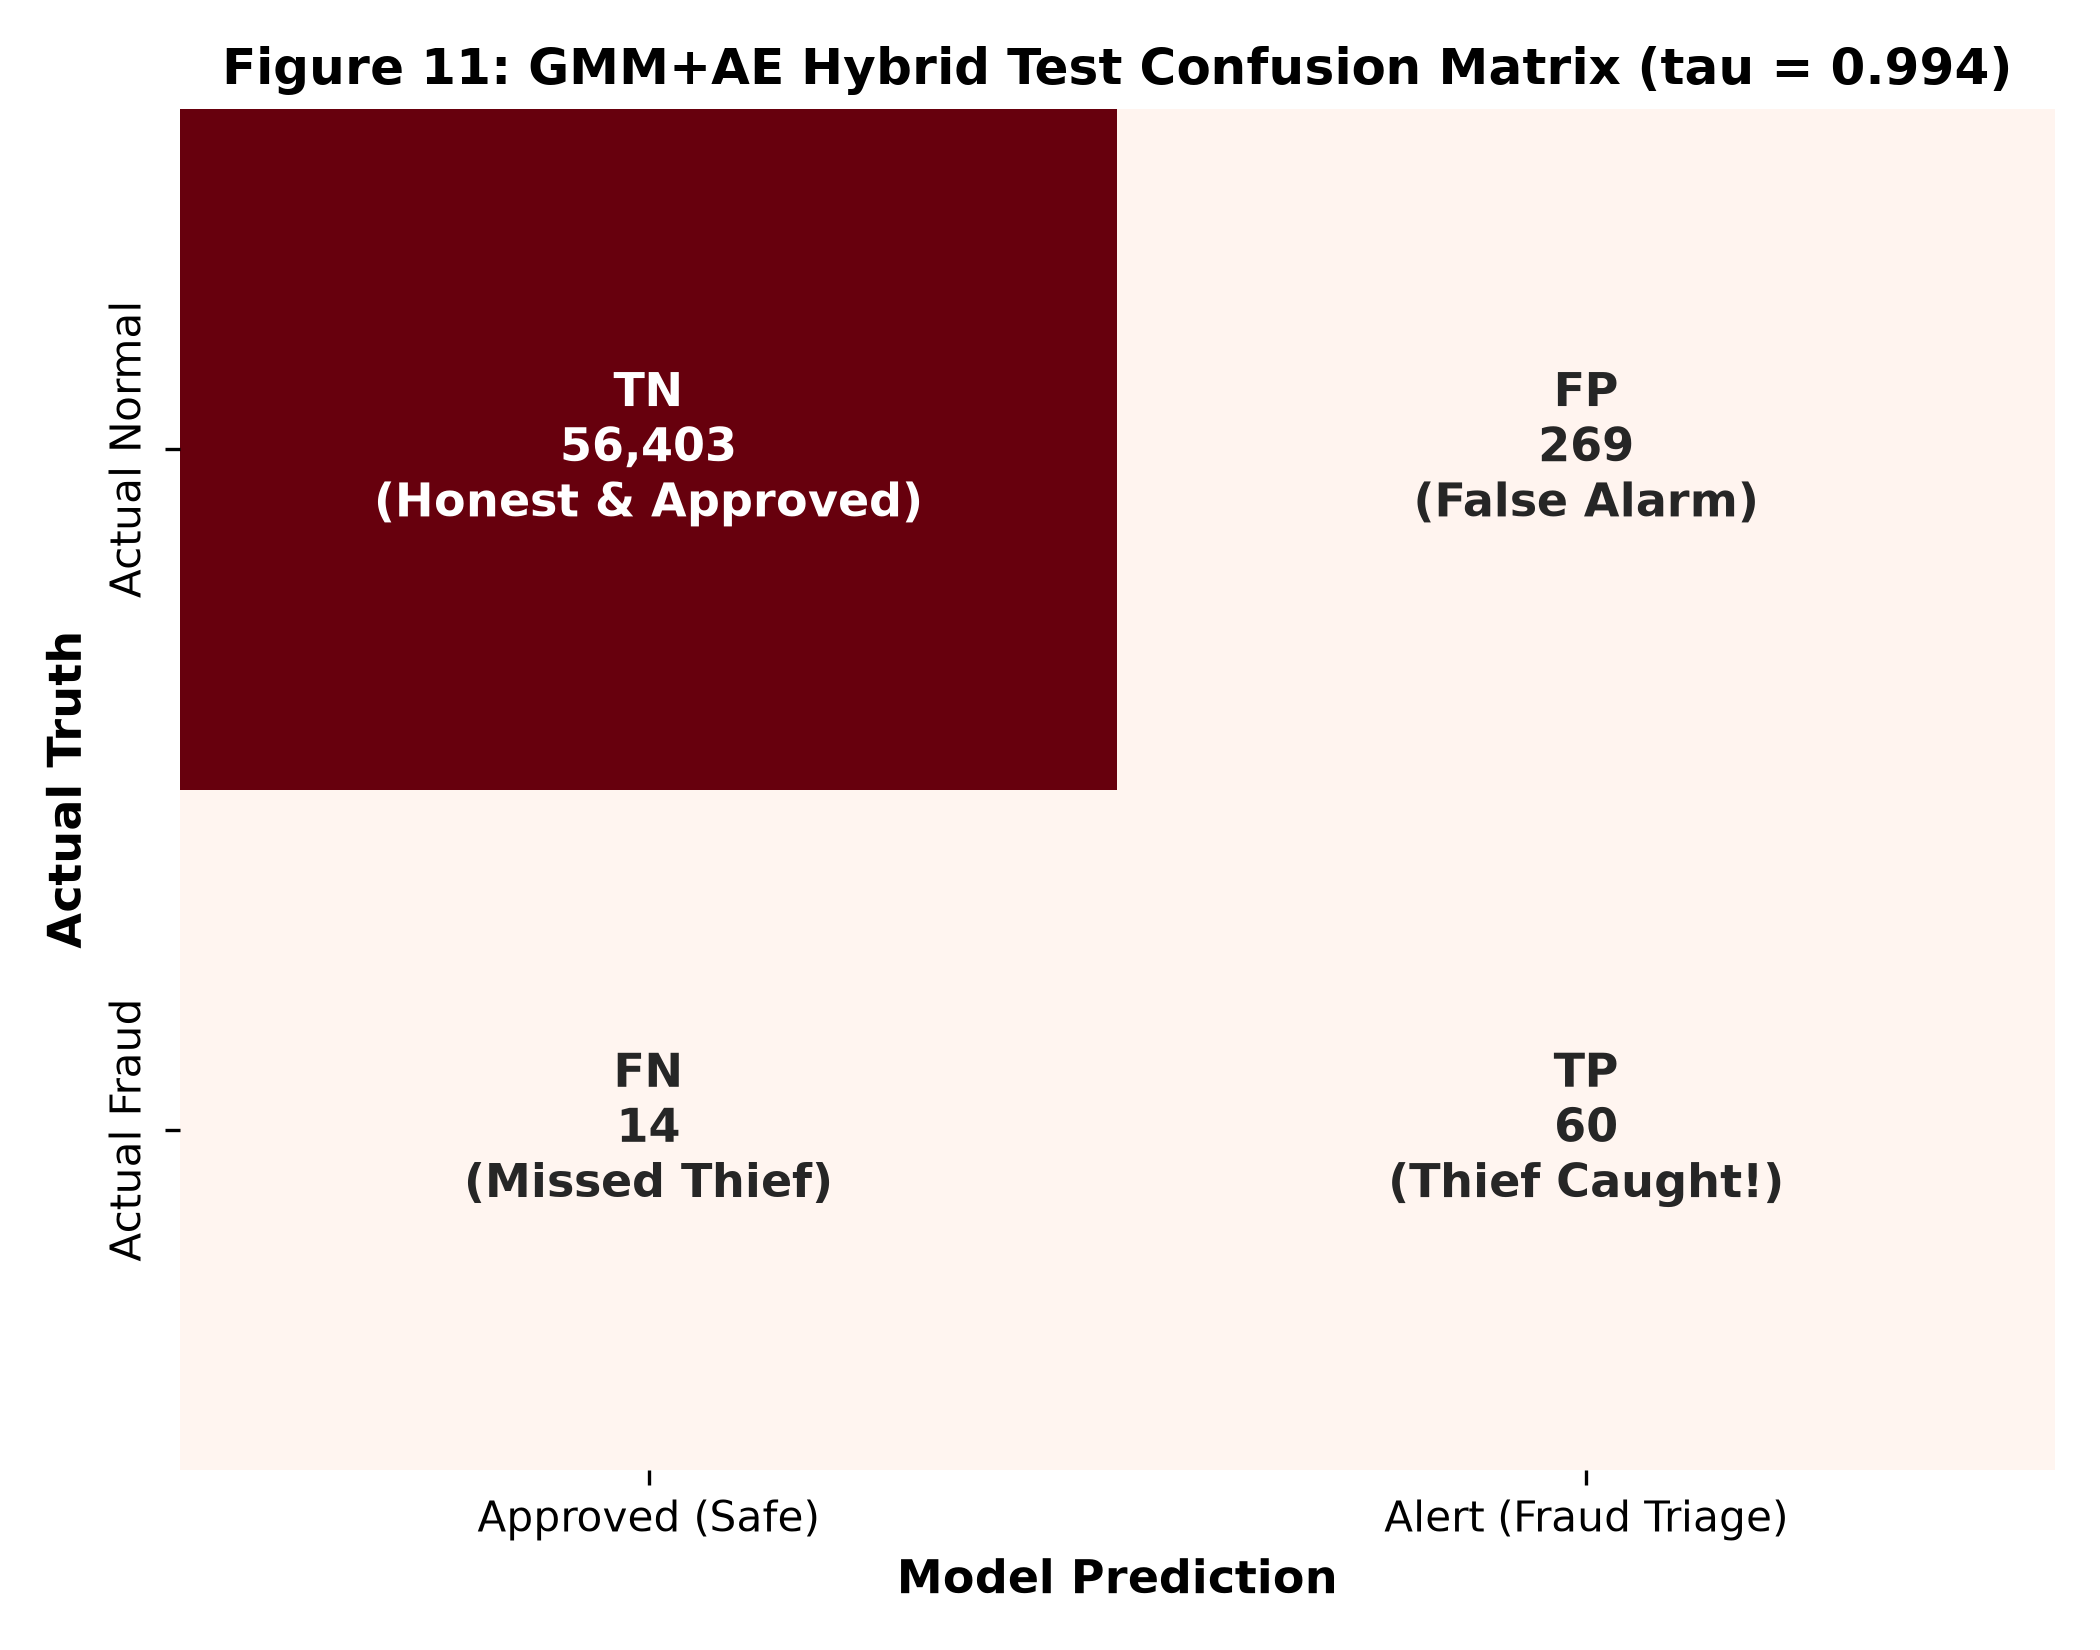 Figure 11: GMM+AE Hybrid Test Confusion Matrix (tau = 0.994)
Actual Truth
Actual Normal
TN
56,403
(Honest & Approved)
FP
269
(False Alarm)
Actual Fraud
FN
14
(Missed Thief)
TP
60
(Thief Caught!)
Approved (Safe)
Alert (Fraud Triage)
Model Prediction